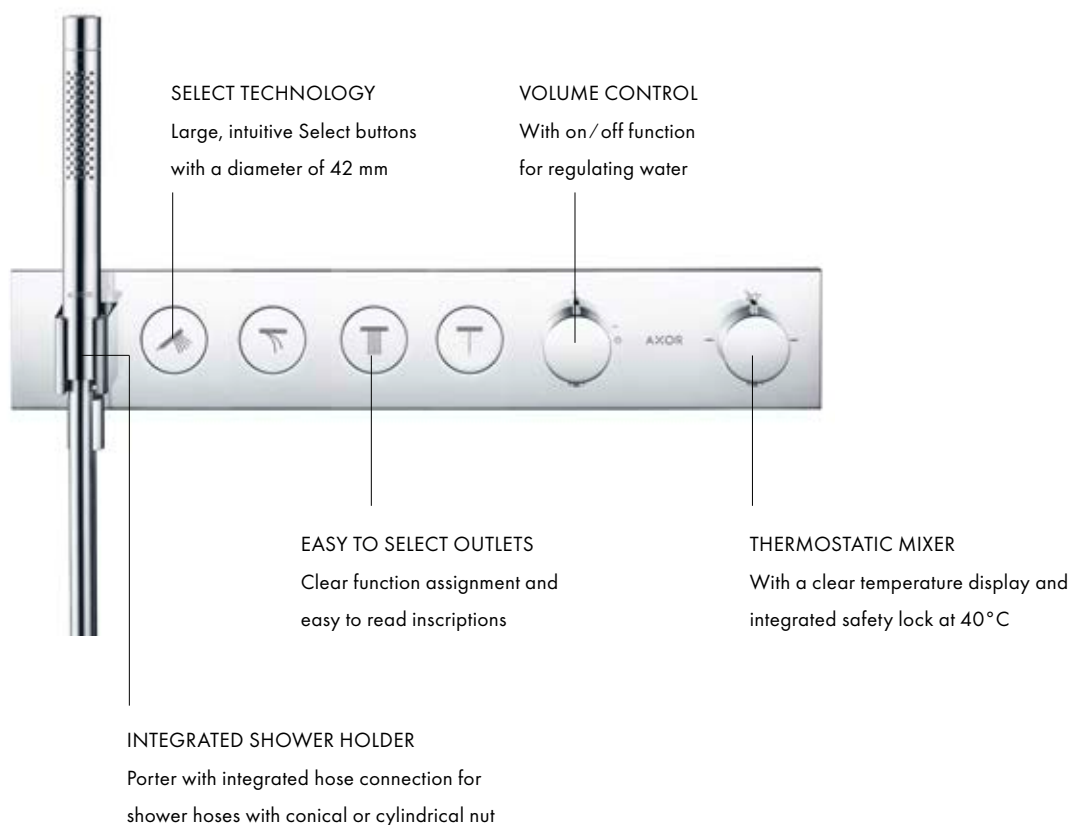 SELECT TECHNOLOGY
Large, intuitive Select buttons
with a diameter of 42 mm
VOLUME CONTROL
With on/off function
for regulating water
AXOR
EASY TO SELECT OUTLETS
Clear function assignment and
easy to read inscriptions
THERMOSTATIC MIXER
With a clear temperature display and
integrated safety lock at 40°C
INTEGRATED SHOWER HOLDER
Porter with integrated hose connection for
shower hoses with conical or cylindrical nut